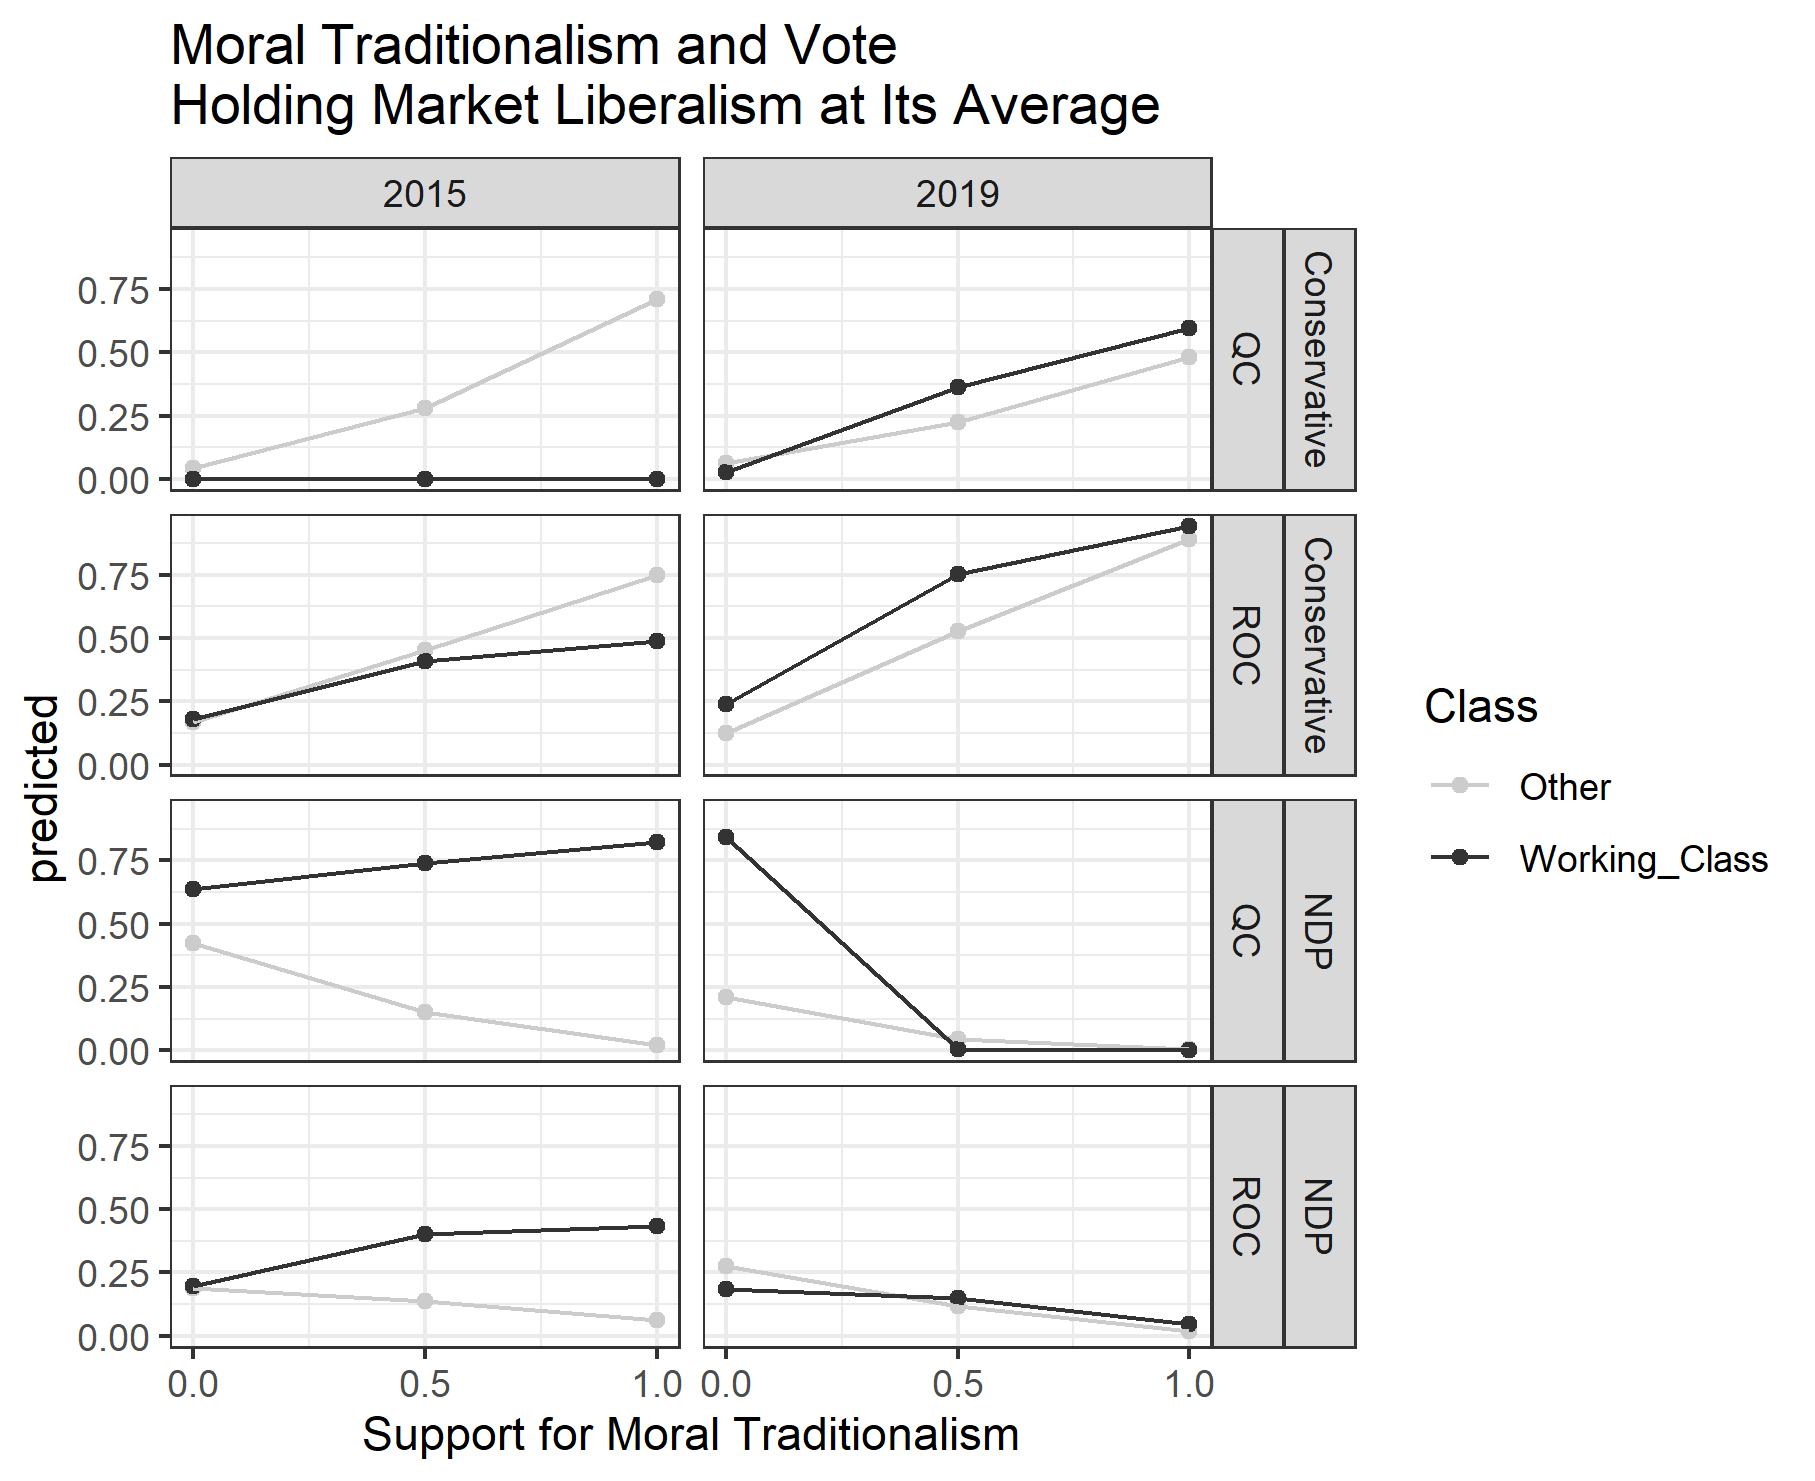 Moral Traditionalism and Vote
Holding Market Liberalism at Its Average
2015
2019
0.75
0.50
0.25
0.00
QC
Conservative
0.75
0.50
0.25
0.00
ROC
Conservative
0.75
0.50
0.25
0.00
QC
NDP
0.75
0.50
0.25
0.00
ROC
NDP
0.0 0.5 1.0 0.0 0.5 1.0
Support for Moral Traditionalism
predicted
Class
Other
Working_Class